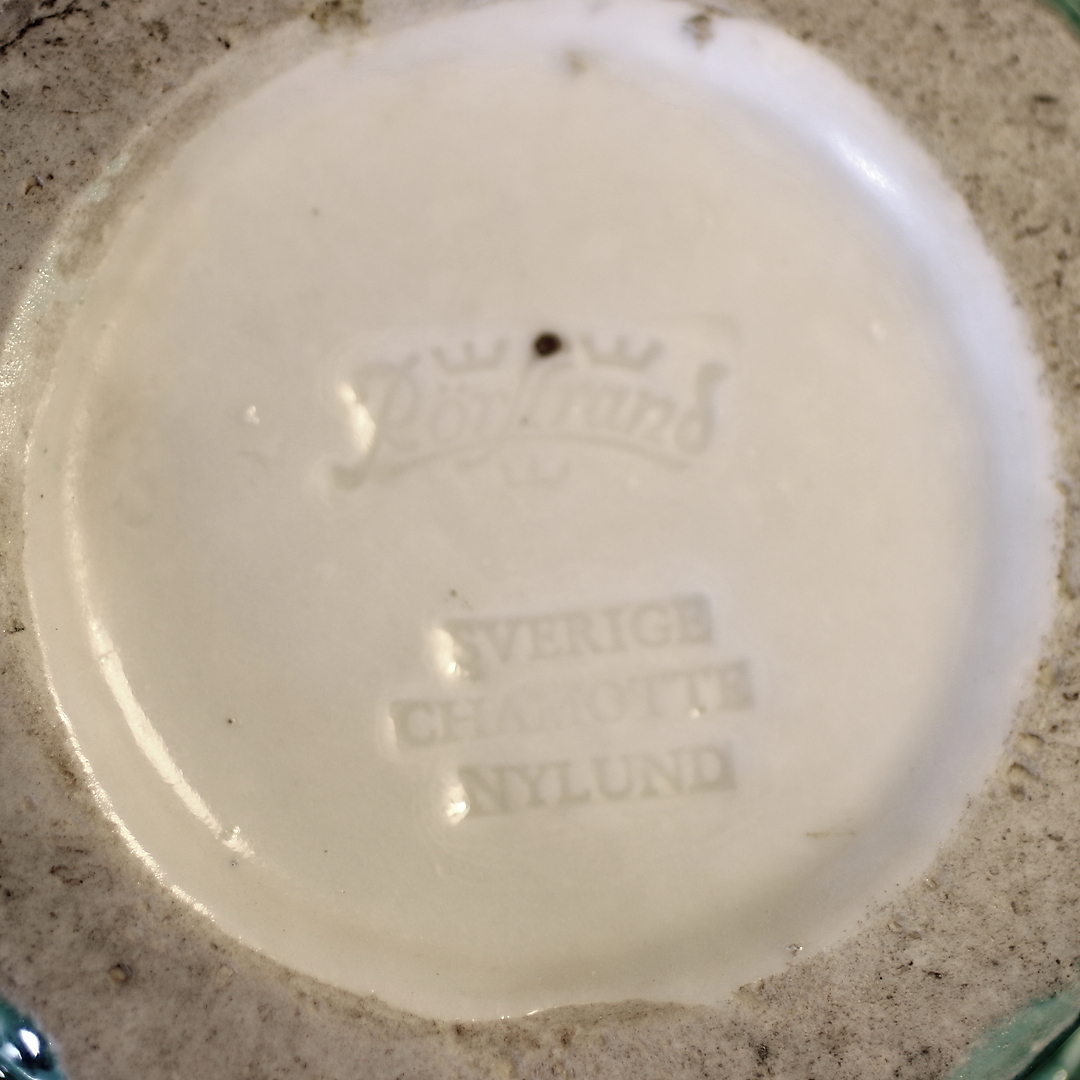 Rörstrand
SVERIGE
CHAMOTTE
NYLUND